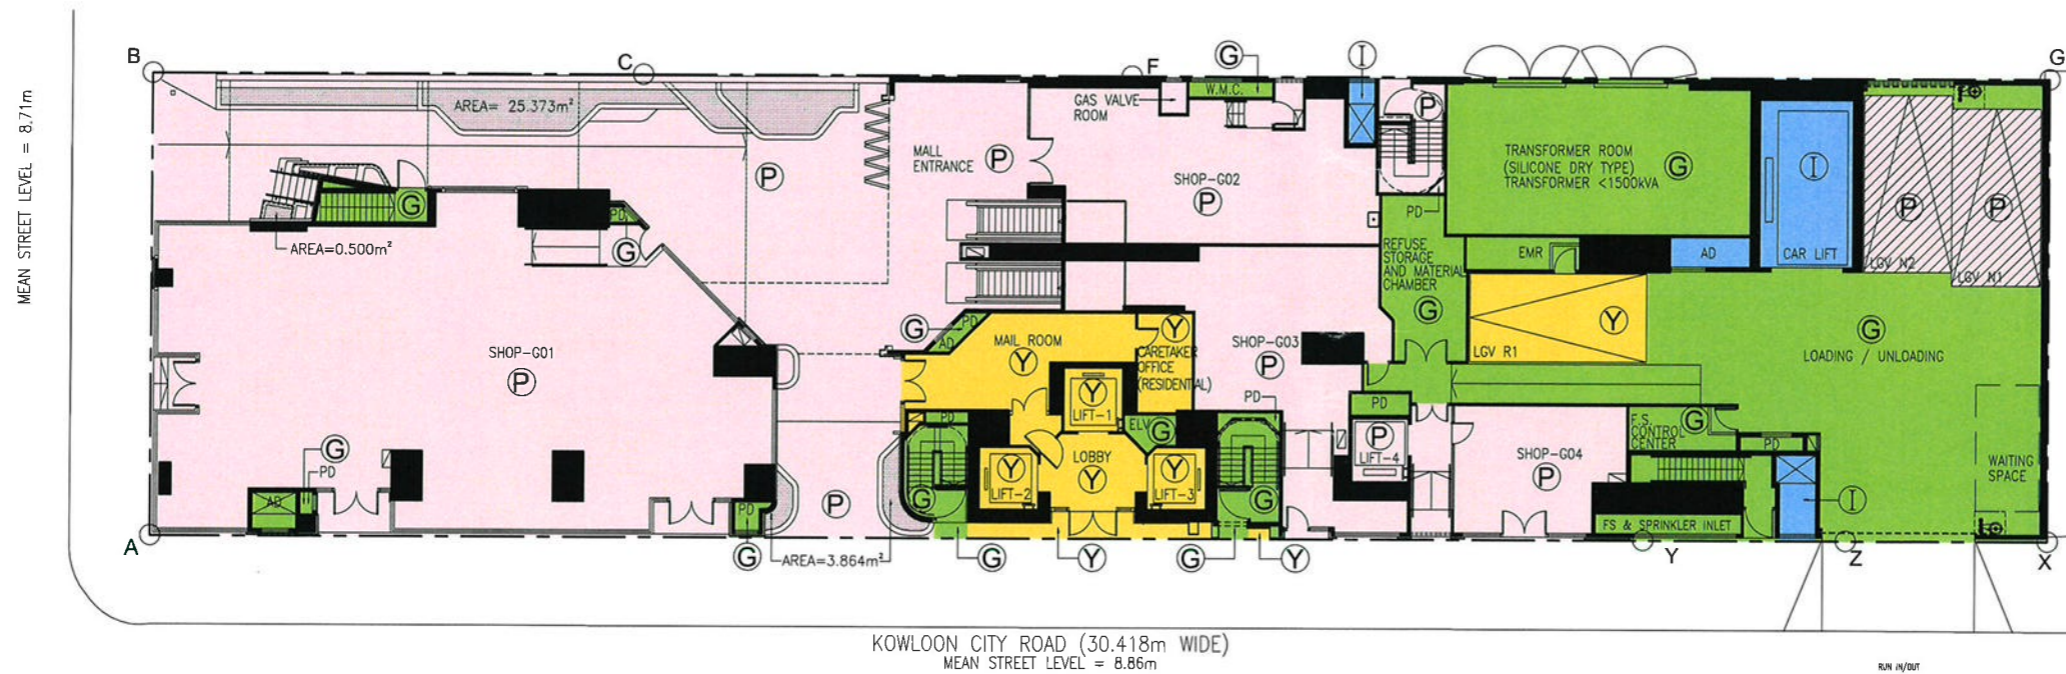 B
C
F
G
I
G
MEAN STREET LEVEL = 8.71m
AREA= 25.373m²
GAS VALVE
ROOM
W.M.C.
P
MALL
ENTRANCE
P
P
SHOP-G02
P
TRANSFORMER ROOM
(SILICONE DRY TYPE)
TRANSFORMER <1500kVA
G
I
P
P
G
AREA=0.500m²
PD
G
PD
REFUSE
STORAGE
AND MATERIAL
CHAMBER
G
EMR
AD
CAR LIFT
LGV N2
LGV N1
SHOP-G01
P
G
PD
AD
MAIL ROOM
Y
Y
CARETAKER
OFFICE
(RESIDENTIAL)
SHOP-G03
P
LGV R1
Y
G
LOADING / UNLOADING
Y
LIFT-1
PD
PD
PD
ELV
G
P
LIFT-4
F.S.
CONTROL
CENTER
G
PD
G
PD
AD
Y
LIFT-2
LOBBY
Y
Y
LIFT-3
SHOP-G04
P
WAITING
SPACE
PD
P
G
G
FS & SPRINKLER INLET
I
A
G
AREA=3.864m²
G
Y
G
Y
Y
Z
X
KOWLOON CITY ROAD (30.418m WIDE)
MEAN STREET LEVEL = 8.86m
RUN IN/OUT